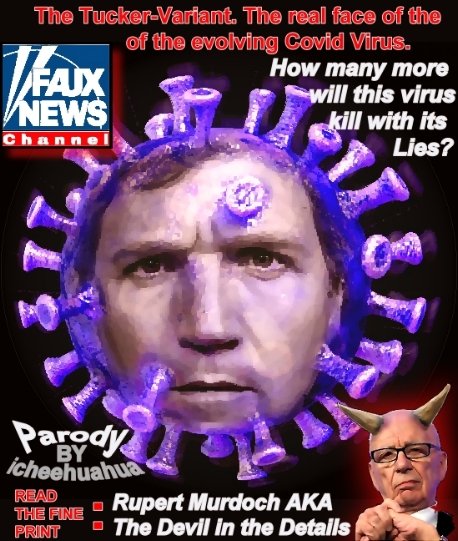 The Tucker-Variant. The real face of the
of the evolving Covid Virus.
FAUX
NEWS
Channel
How many more
will this virus
kill with its
Lies?
Parody
BY
icheehuahua
READ
THE FINE
PRINT
: Rupert Murdoch AKA
: The Devil in the Details